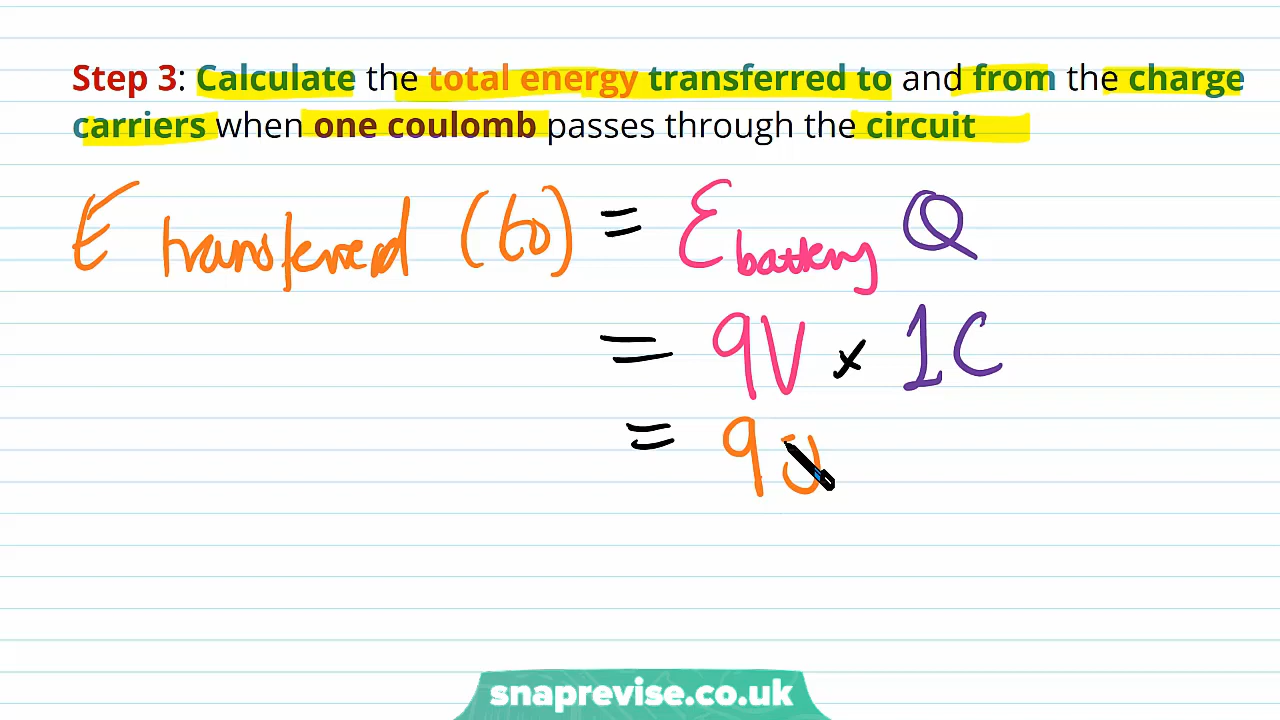 Step 3: Calculate the total energy transferred to and from the charge
carriers when one coulomb passes through the circuit
E transferred (to) = ℰ battery Q
= 9V × 1C
= 9J
snaprevise.co.uk